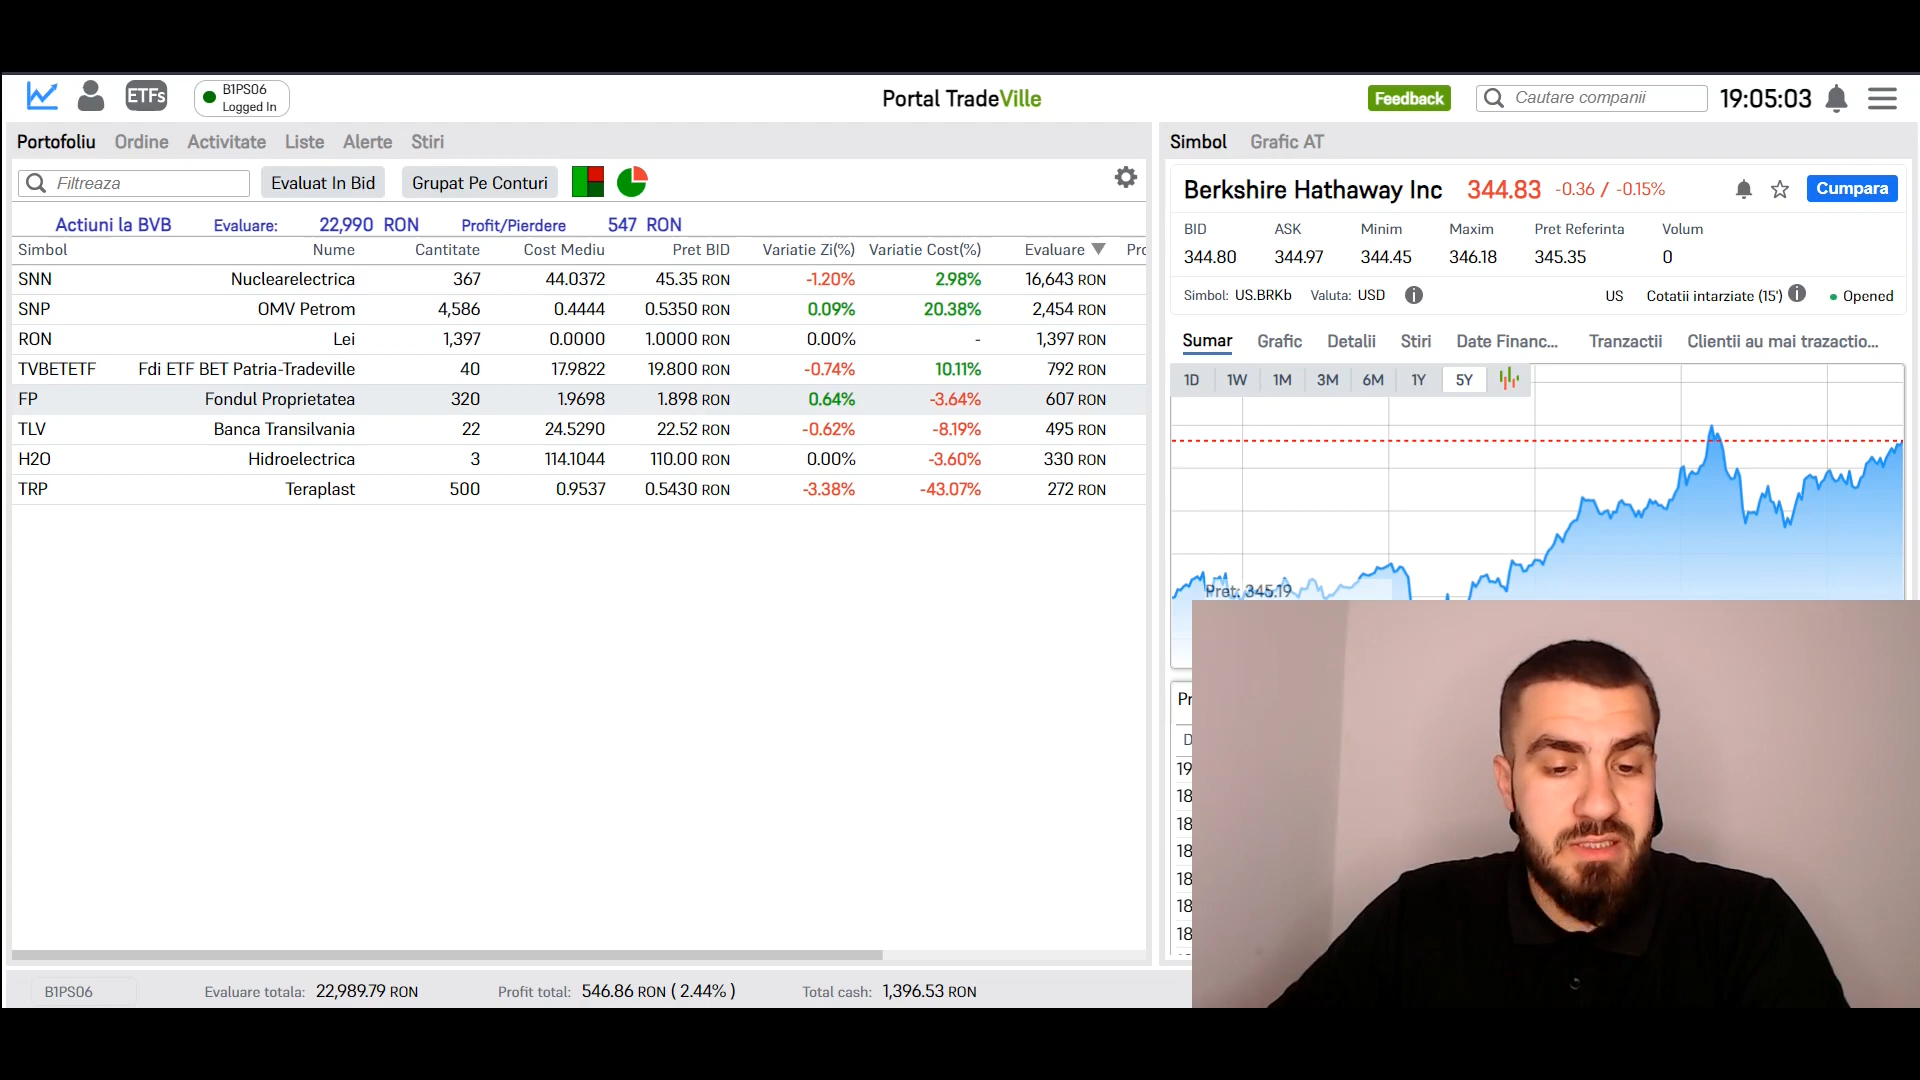 ETFs
B1PS06
Logged In
Portal TradeVille
Feedback
Cautare companii
19:05:03
Portofoliu Ordine Activitate Liste Alerte Stiri
Filtreaza
Evaluat In Bid
Grupat Pe Conturi
Actiuni la BVB Evaluare: 22,990 RON Profit/Pierdere 547 RON
Simbol Nume Cantitate Cost Mediu Pret BID Variatie Zi(%) Variatie Cost(%) Evaluare Prc
SNN Nuclearelectrica 367 44.0372 45.35 RON -1.20% 2.98% 16,643 RON
SNP OMV Petrom 4,586 0.4444 0.5350 RON 0.09% 20.38% 2,454 RON
RON Lei 1,397 0.0000 1.0000 RON 0.00% - 1,397 RON
TVBETETF Fdi ETF BET Patria-Tradeville 40 17.9822 19.800 RON -0.74% 10.11% 792 RON
FP Fondul Proprietatea 320 1.9698 1.898 RON 0.64% -3.64% 607 RON
TLV Banca Transilvania 22 24.5290 22.52 RON -0.62% -8.19% 495 RON
H2O Hidroelectrica 3 114.1044 110.00 RON 0.00% -3.60% 330 RON
TRP Teraplast 500 0.9537 0.5430 RON -3.38% -43.07% 272 RON
B1PS06 Evaluare totala: 22,989.79 RON Profit total: 546.86 RON ( 2.44% ) Total cash: 1,396.53 RON
Simbol Grafic AT
Berkshire Hathaway Inc 344.83 -0.36 / -0.15%
Cumpara
BID ASK Minim Maxim Pret Referinta Volum
344.80 344.97 344.45 346.18 345.35 0
Simbol: US.BRKb Valuta: USD US Cotatii intarziate (15') Opened
Sumar Grafic Detalii Stiri Date Financ... Tranzactii Clientii au mai trazactio...
1D 1W 1M 3M 6M 1Y 5Y
Pret: 345.19
Pr
D
19
18
18
18
18
18
18